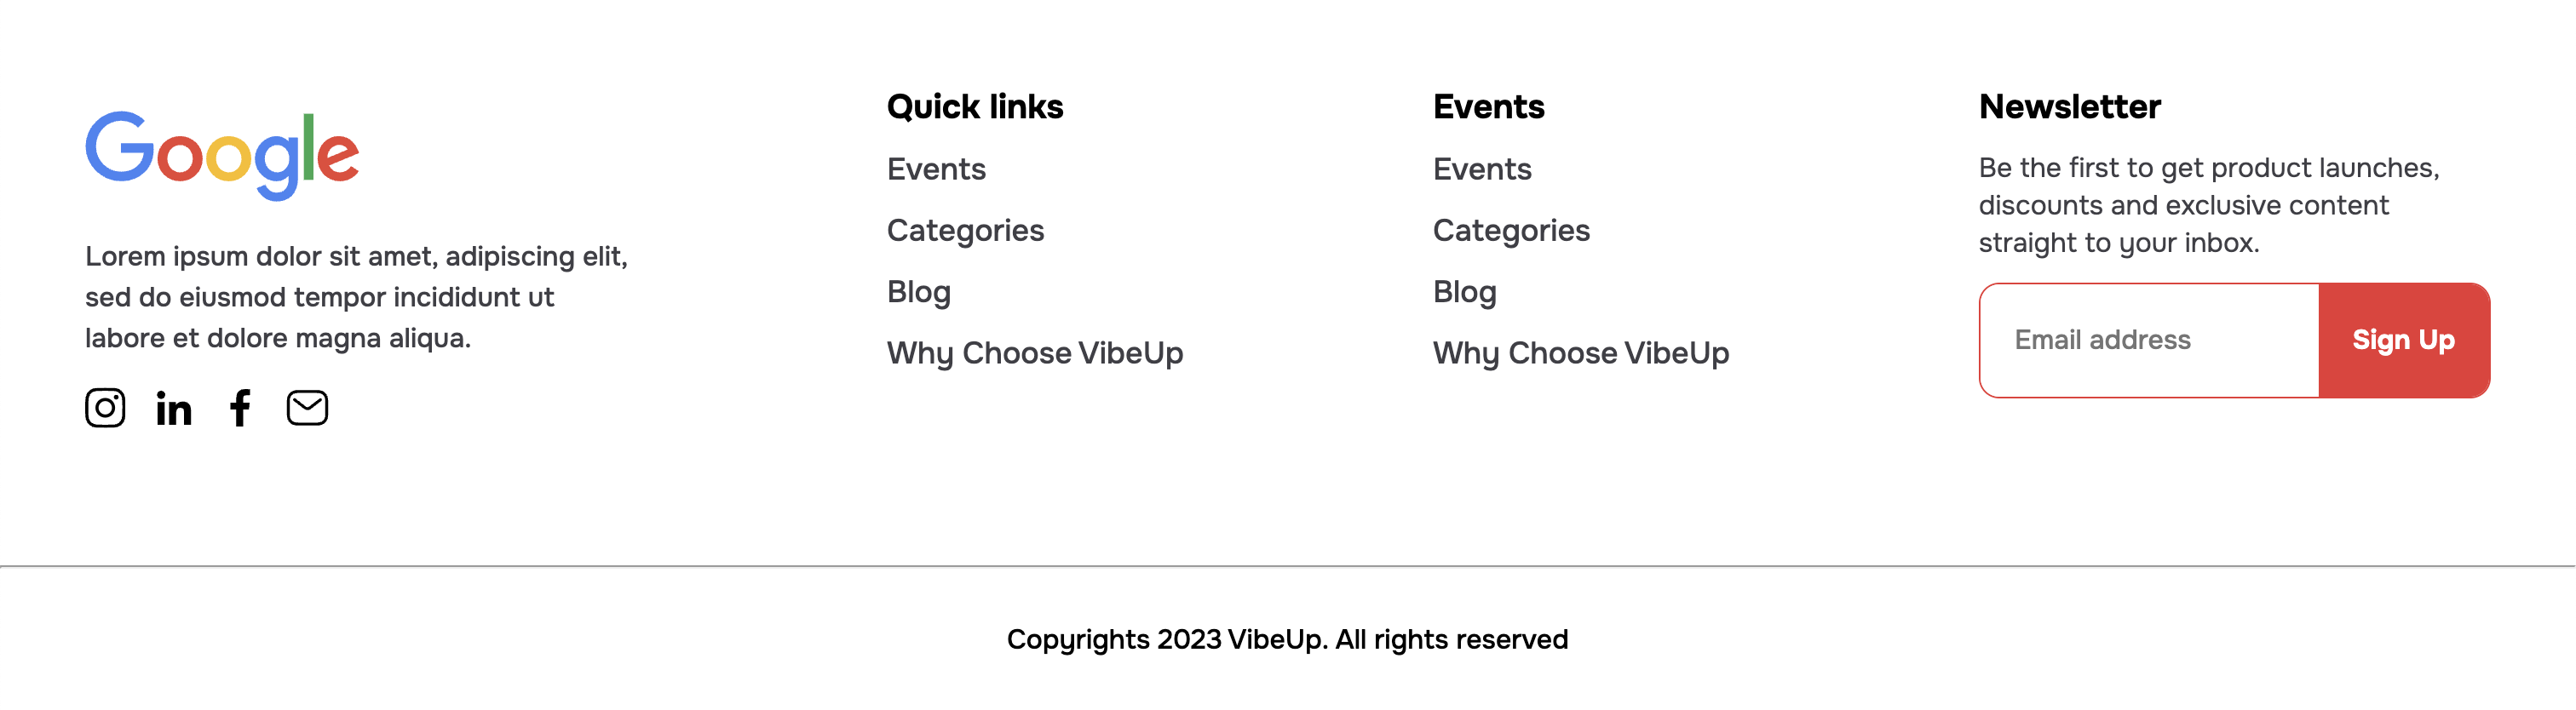 Google
Lorem ipsum dolor sit amet, adipiscing elit,
sed do eiusmod tempor incididunt ut
labore et dolore magna aliqua.
Quick links
Events
Categories
Blog
Why Choose VibeUp
Events
Events
Categories
Blog
Why Choose VibeUp
Newsletter
Be the first to get product launches,
discounts and exclusive content
straight to your inbox.
Email address
Sign Up
Copyrights 2023 VibeUp. All rights reserved